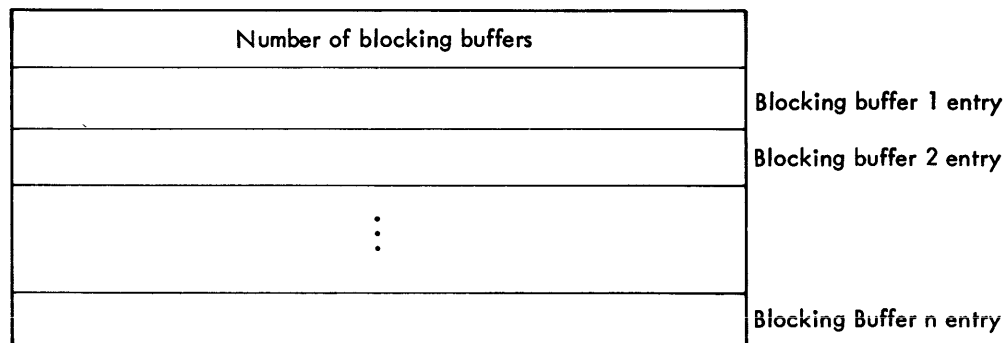 Number of blocking buffers
Blocking buffer 1 entry
Blocking buffer 2 entry
Blocking Buffer n entry